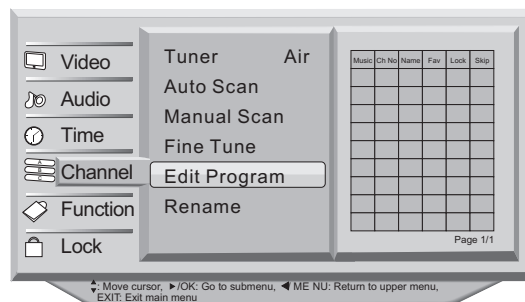 Video
Audio
Time
Channel
Function
Lock
Tuner Air
Auto Scan
Manual Scan
Fine Tune
Edit Program
Rename
Music Ch No Name Fav Lock Skip
Page 1/1
: Move cursor, ►/OK: Go to submenu, ◄ ME NU: Return to upper menu,
EXIT: Exit main menu